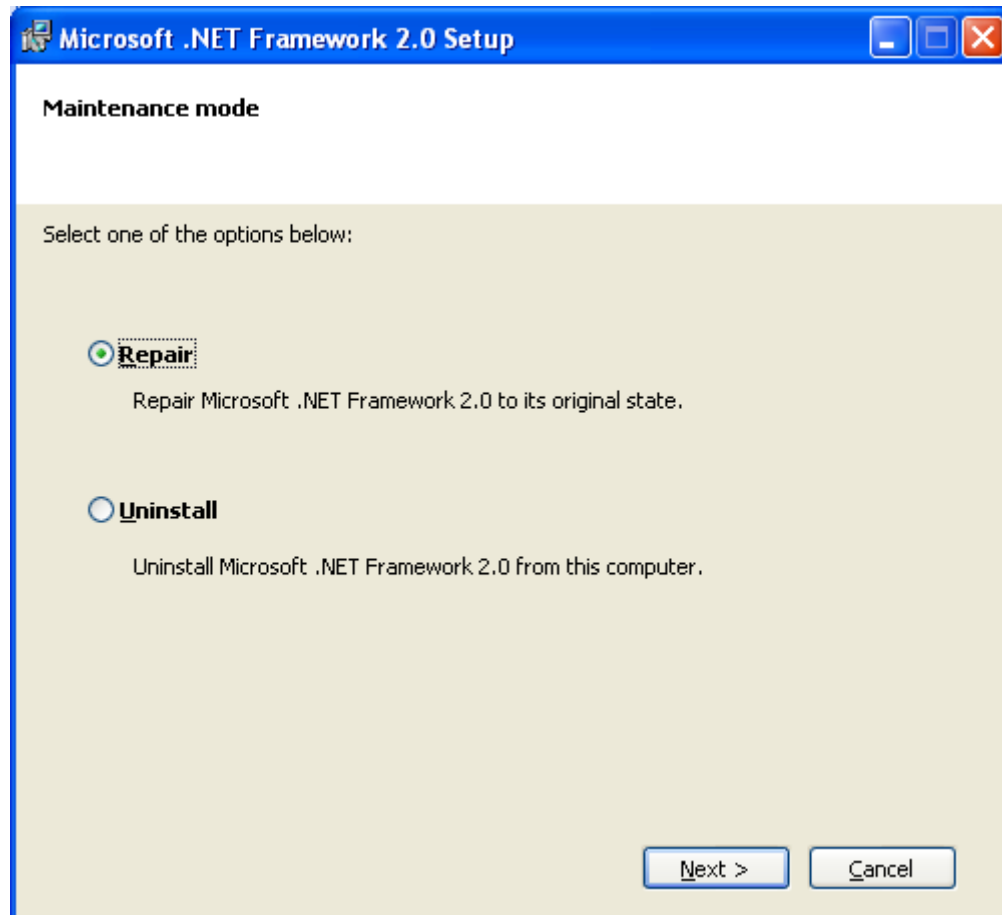 Microsoft .NET Framework 2.0 Setup
Maintenance mode
Select one of the options below:
Repair
Repair Microsoft .NET Framework 2.0 to its original state.
Uninstall
Uninstall Microsoft .NET Framework 2.0 from this computer.
Next >
Cancel